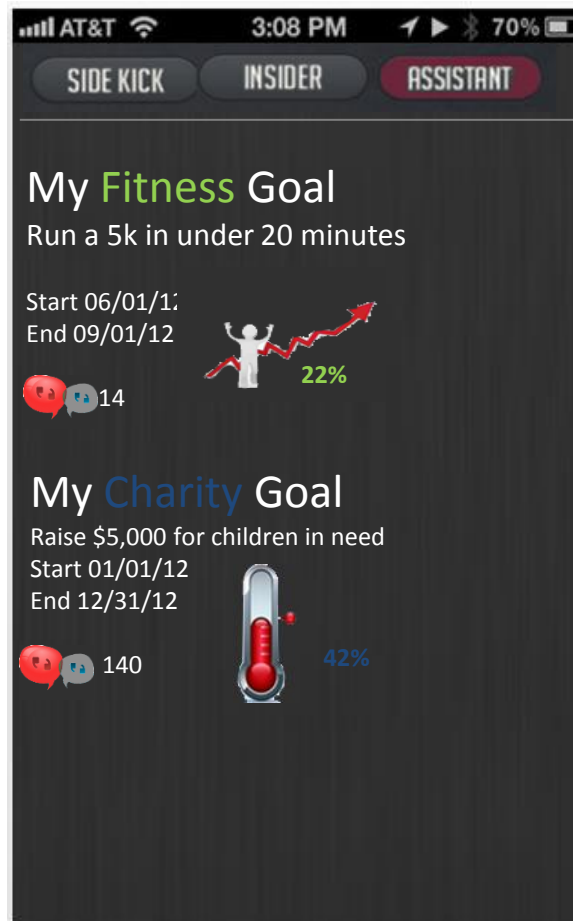 AT&T 3:08 PM 70%
SIDE KICK INSIDER ASSISTANT
My Fitness Goal
Run a 5k in under 20 minutes
Start 06/01/12
End 09/01/12
22%
14
My Charity Goal
Raise $5,000 for children in need
Start 01/01/12
End 12/31/12
42%
140